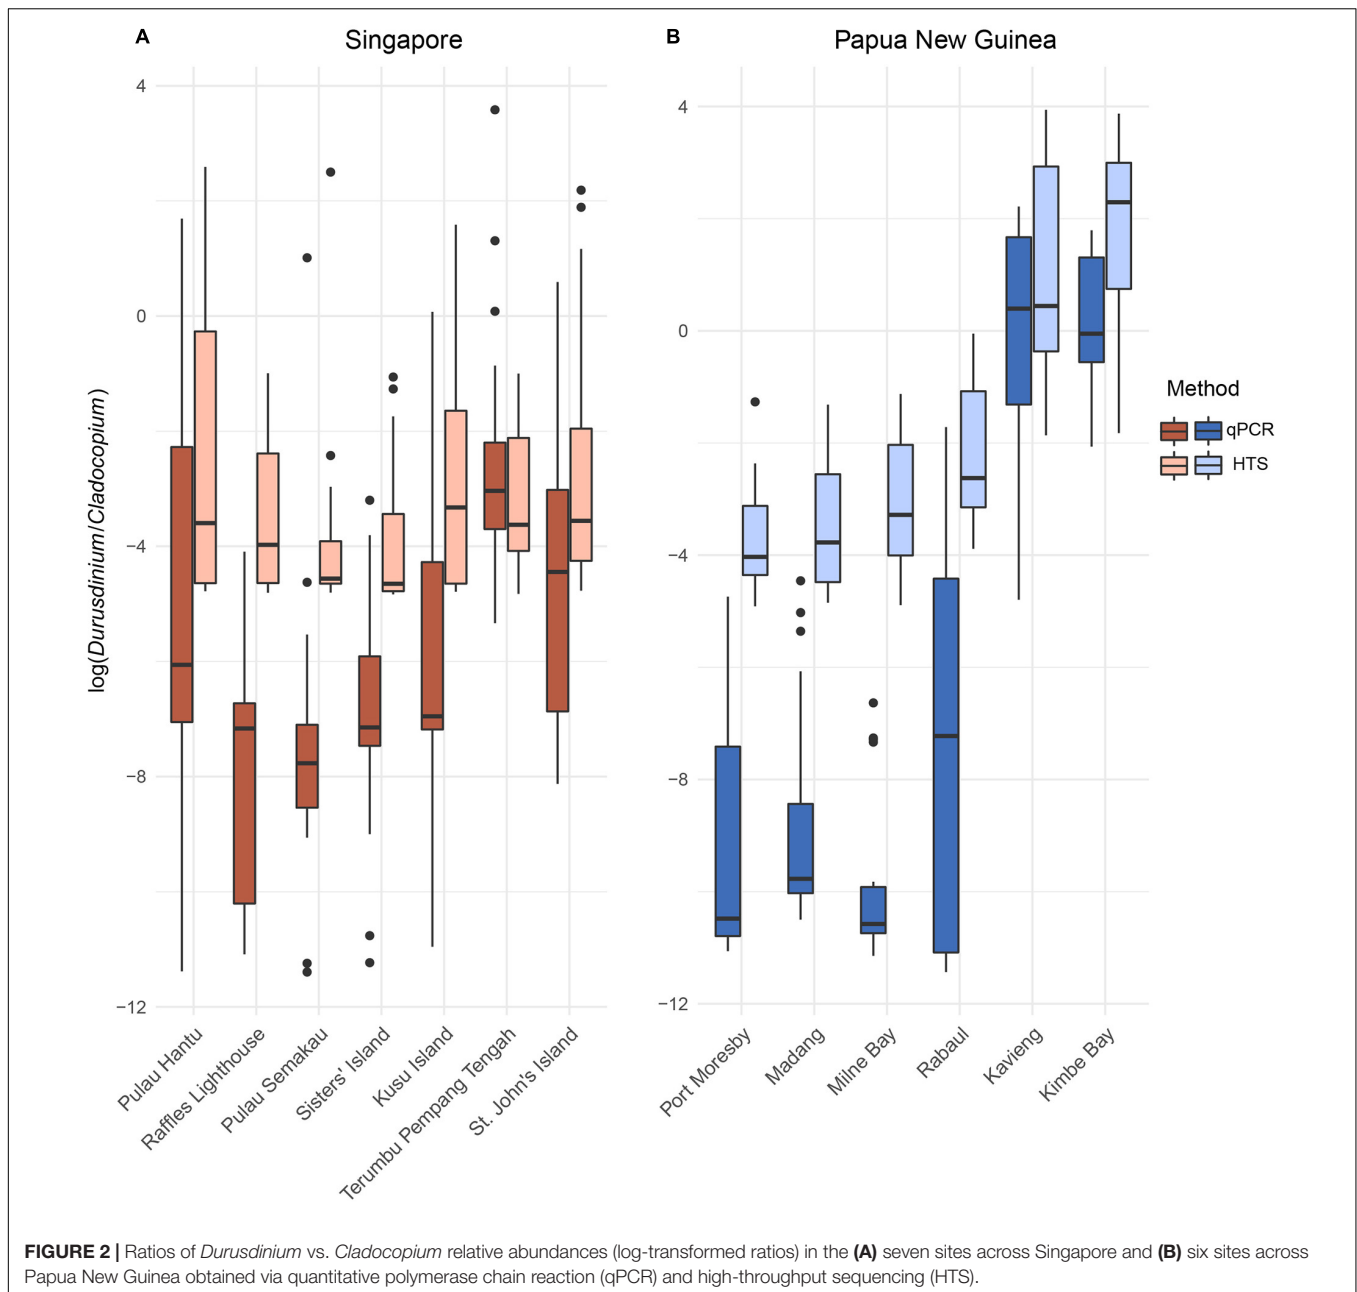 A
Singapore
B
Papua New Guinea
4
0
−4
−8
−12
log(Durusdinium/Cladocopium)
Pulau Hantu
Raffles Lighthouse
Pulau Semakau
Sisters' Island
Kusu Island
Terumbu Pempang Tengah
St. John's Island
4
0
−4
−8
−12
Port Moresby
Madang
Milne Bay
Rabaul
Kavieng
Kimbe Bay
Method
qPCR
HTS
FIGURE 2 | Ratios of Durusdinium vs. Cladocopium relative abundances (log-transformed ratios) in the (A) seven sites across Singapore and (B) six sites across
Papua New Guinea obtained via quantitative polymerase chain reaction (qPCR) and high-throughput sequencing (HTS).